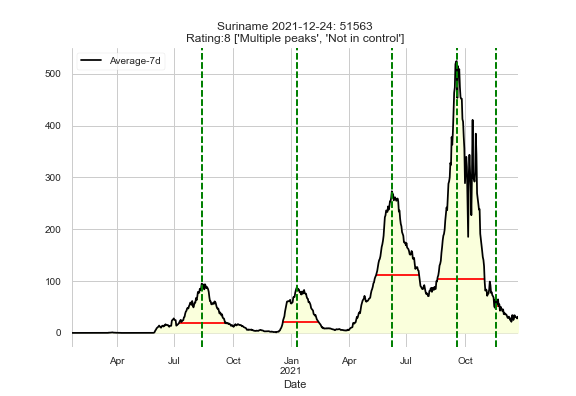 Suriname 2021-12-24: 51563
Rating:8 ['Multiple peaks', 'Not in control']
Average-7d
500
400
300
200
100
0
Apr
Jul
Oct
Jan
2021
Apr
Jul
Oct
Date